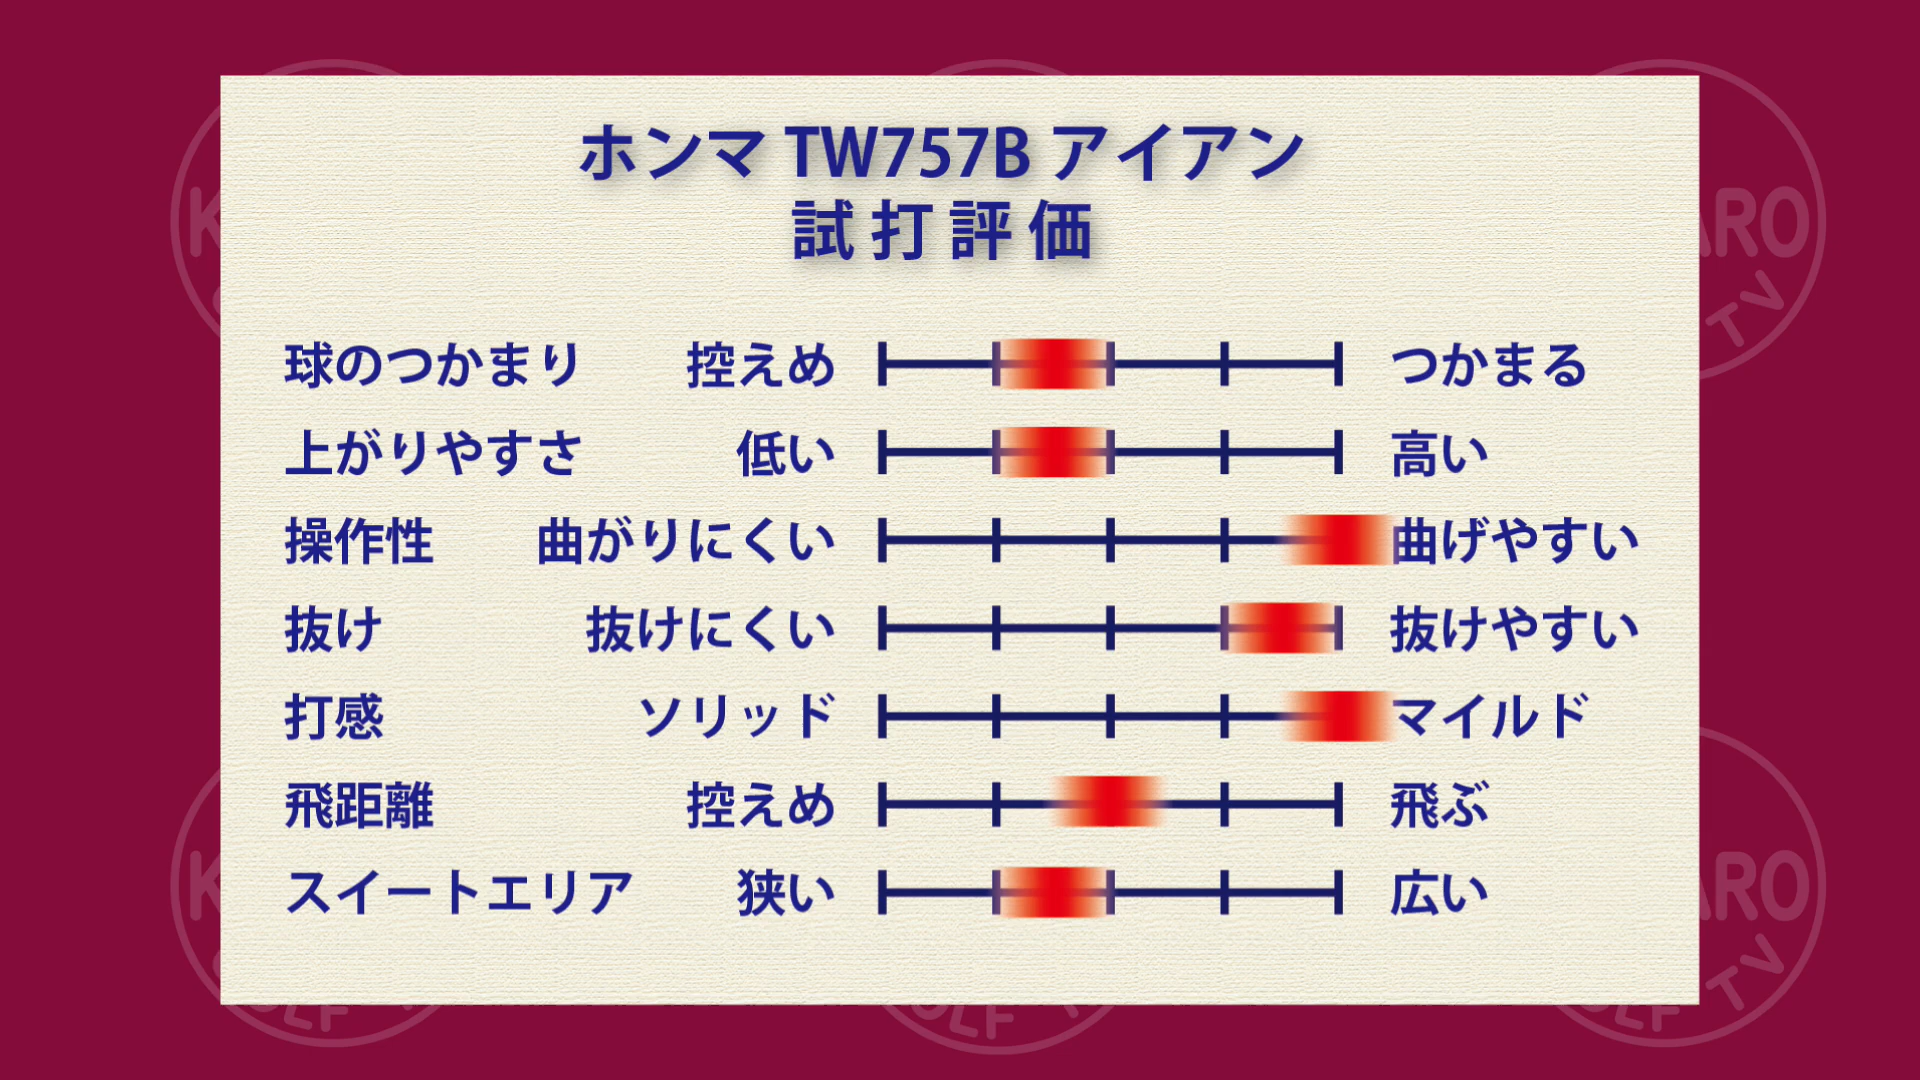 ホンマ TW757B アイアン
試打評価
球のつかまり 控えめ つかまる
上がりやすさ 低い 高い
操作性 曲がりにくい 曲げやすい
抜け 抜けにくい 抜けやすい
打感 ソリッド マイルド
飛距離 控えめ 飛ぶ
スイートエリア 狭い 広い